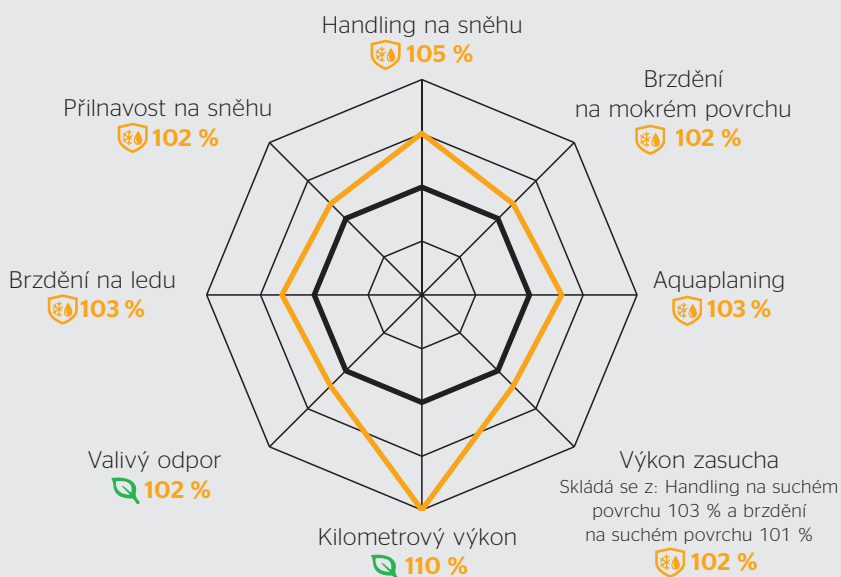 Handling na sněhu
105 %
Přilnavost na sněhu
102 %
Brzdění
na mokrém povrchu
102 %
Brzdění na ledu
103 %
Aquaplaning
103 %
Valivý odpor
102 %
Výkon zasucha
Skládá se z: Handling na suchém
povrchu 103 % a brzdění
na suchém povrchu 101 %
102 %
Kilometrový výkon
110 %